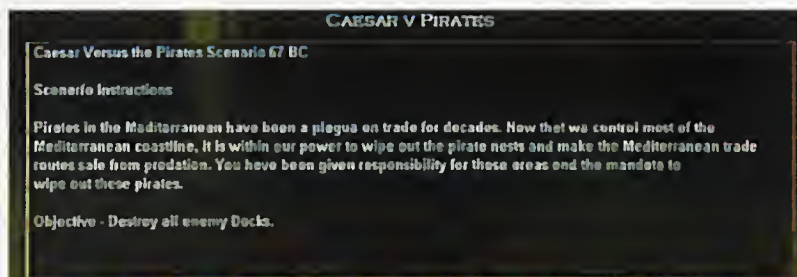 CAESAR V PIRATES
Caesar Versus the Pirates Scenario 67 BC
Scenario Instructions
Pirates in the Mediterranean have been a plague on trade for decades. Now that we control most of the
Mediterranean coastline, it is within our power to wipe out the pirate nests and make the Mediterranean trade
routes safe from predation. You have been given responsibility for these areas and the mandate to
wipe out these pirates.
Objective - Destroy all enemy Docks.